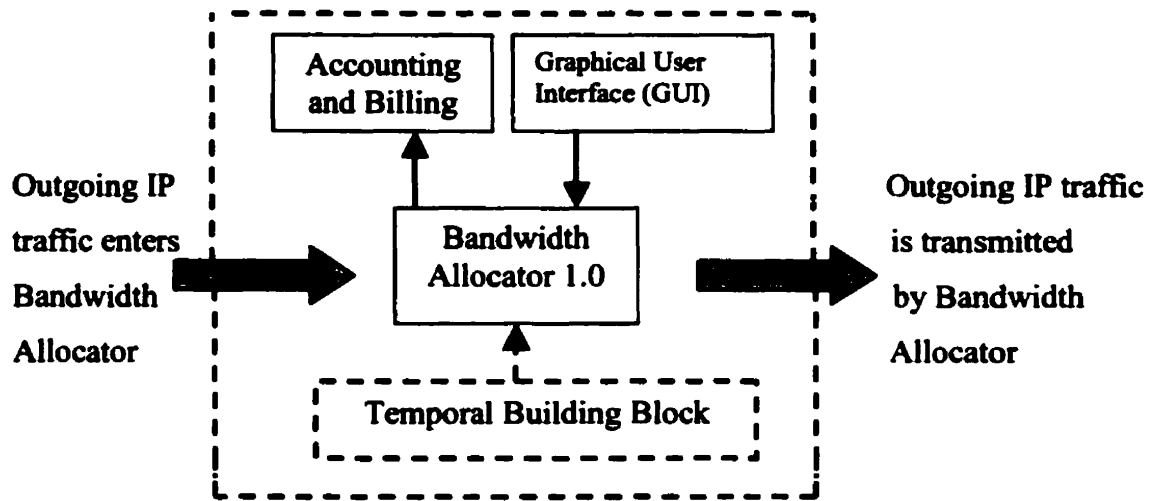 Accounting
and Billing
Graphical User
Interface (GUI)
Outgoing IP
traffic enters
Bandwidth
Allocator
Bandwidth
Allocator 1.0
Outgoing IP traffic
is transmitted
by Bandwidth
Allocator
Temporal Building Block